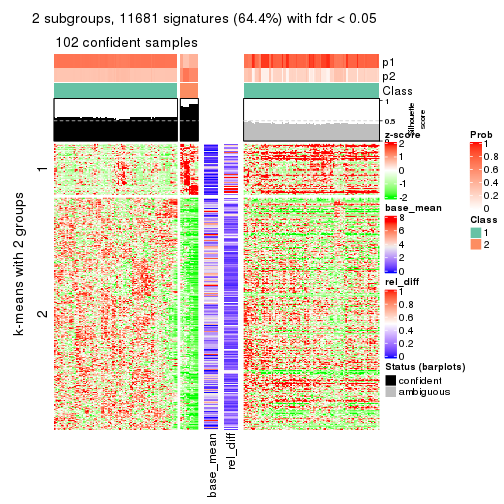 2 subgroups, 11681 signatures (64.4%) with fdr < 0.05
102 confident samples
p1
p2
Class
1
0.5
Silhouette
score
k-means with 2 groups
1
2
base_mean
rel_diff
z-score
2
1
0
-1
-2
base_mean
8
6
4
2
0
rel_diff
1
0.8
0.6
0.4
0.2
0
Status (barplots)
confident
ambiguous
Prob
1
0.8
0.6
0.4
0.2
0
Class
1
2